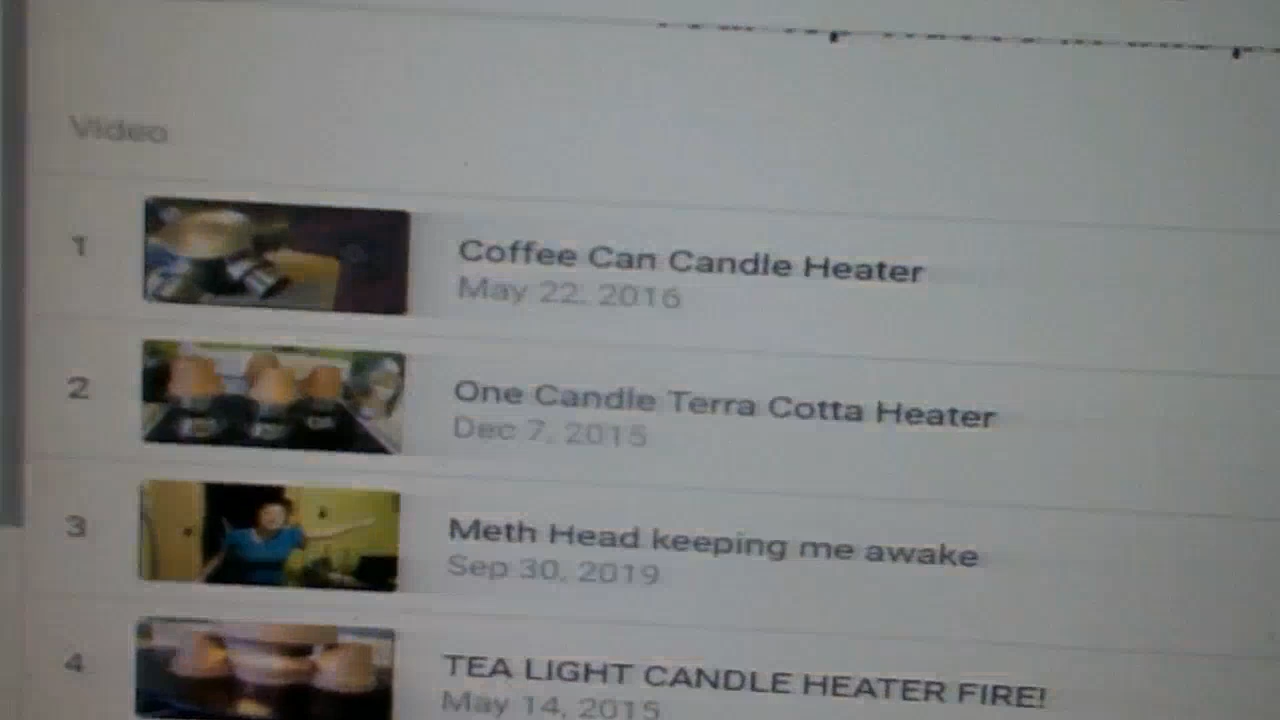 Video
1
Coffee Can Candle Heater
May 22, 2016
2
One Candle Terra Cotta Heater
Dec 7, 2015
3
Meth Head keeping me awake
Sep 30, 2019
4
TEA LIGHT CANDLE HEATER FIRE!
May 14, 2015